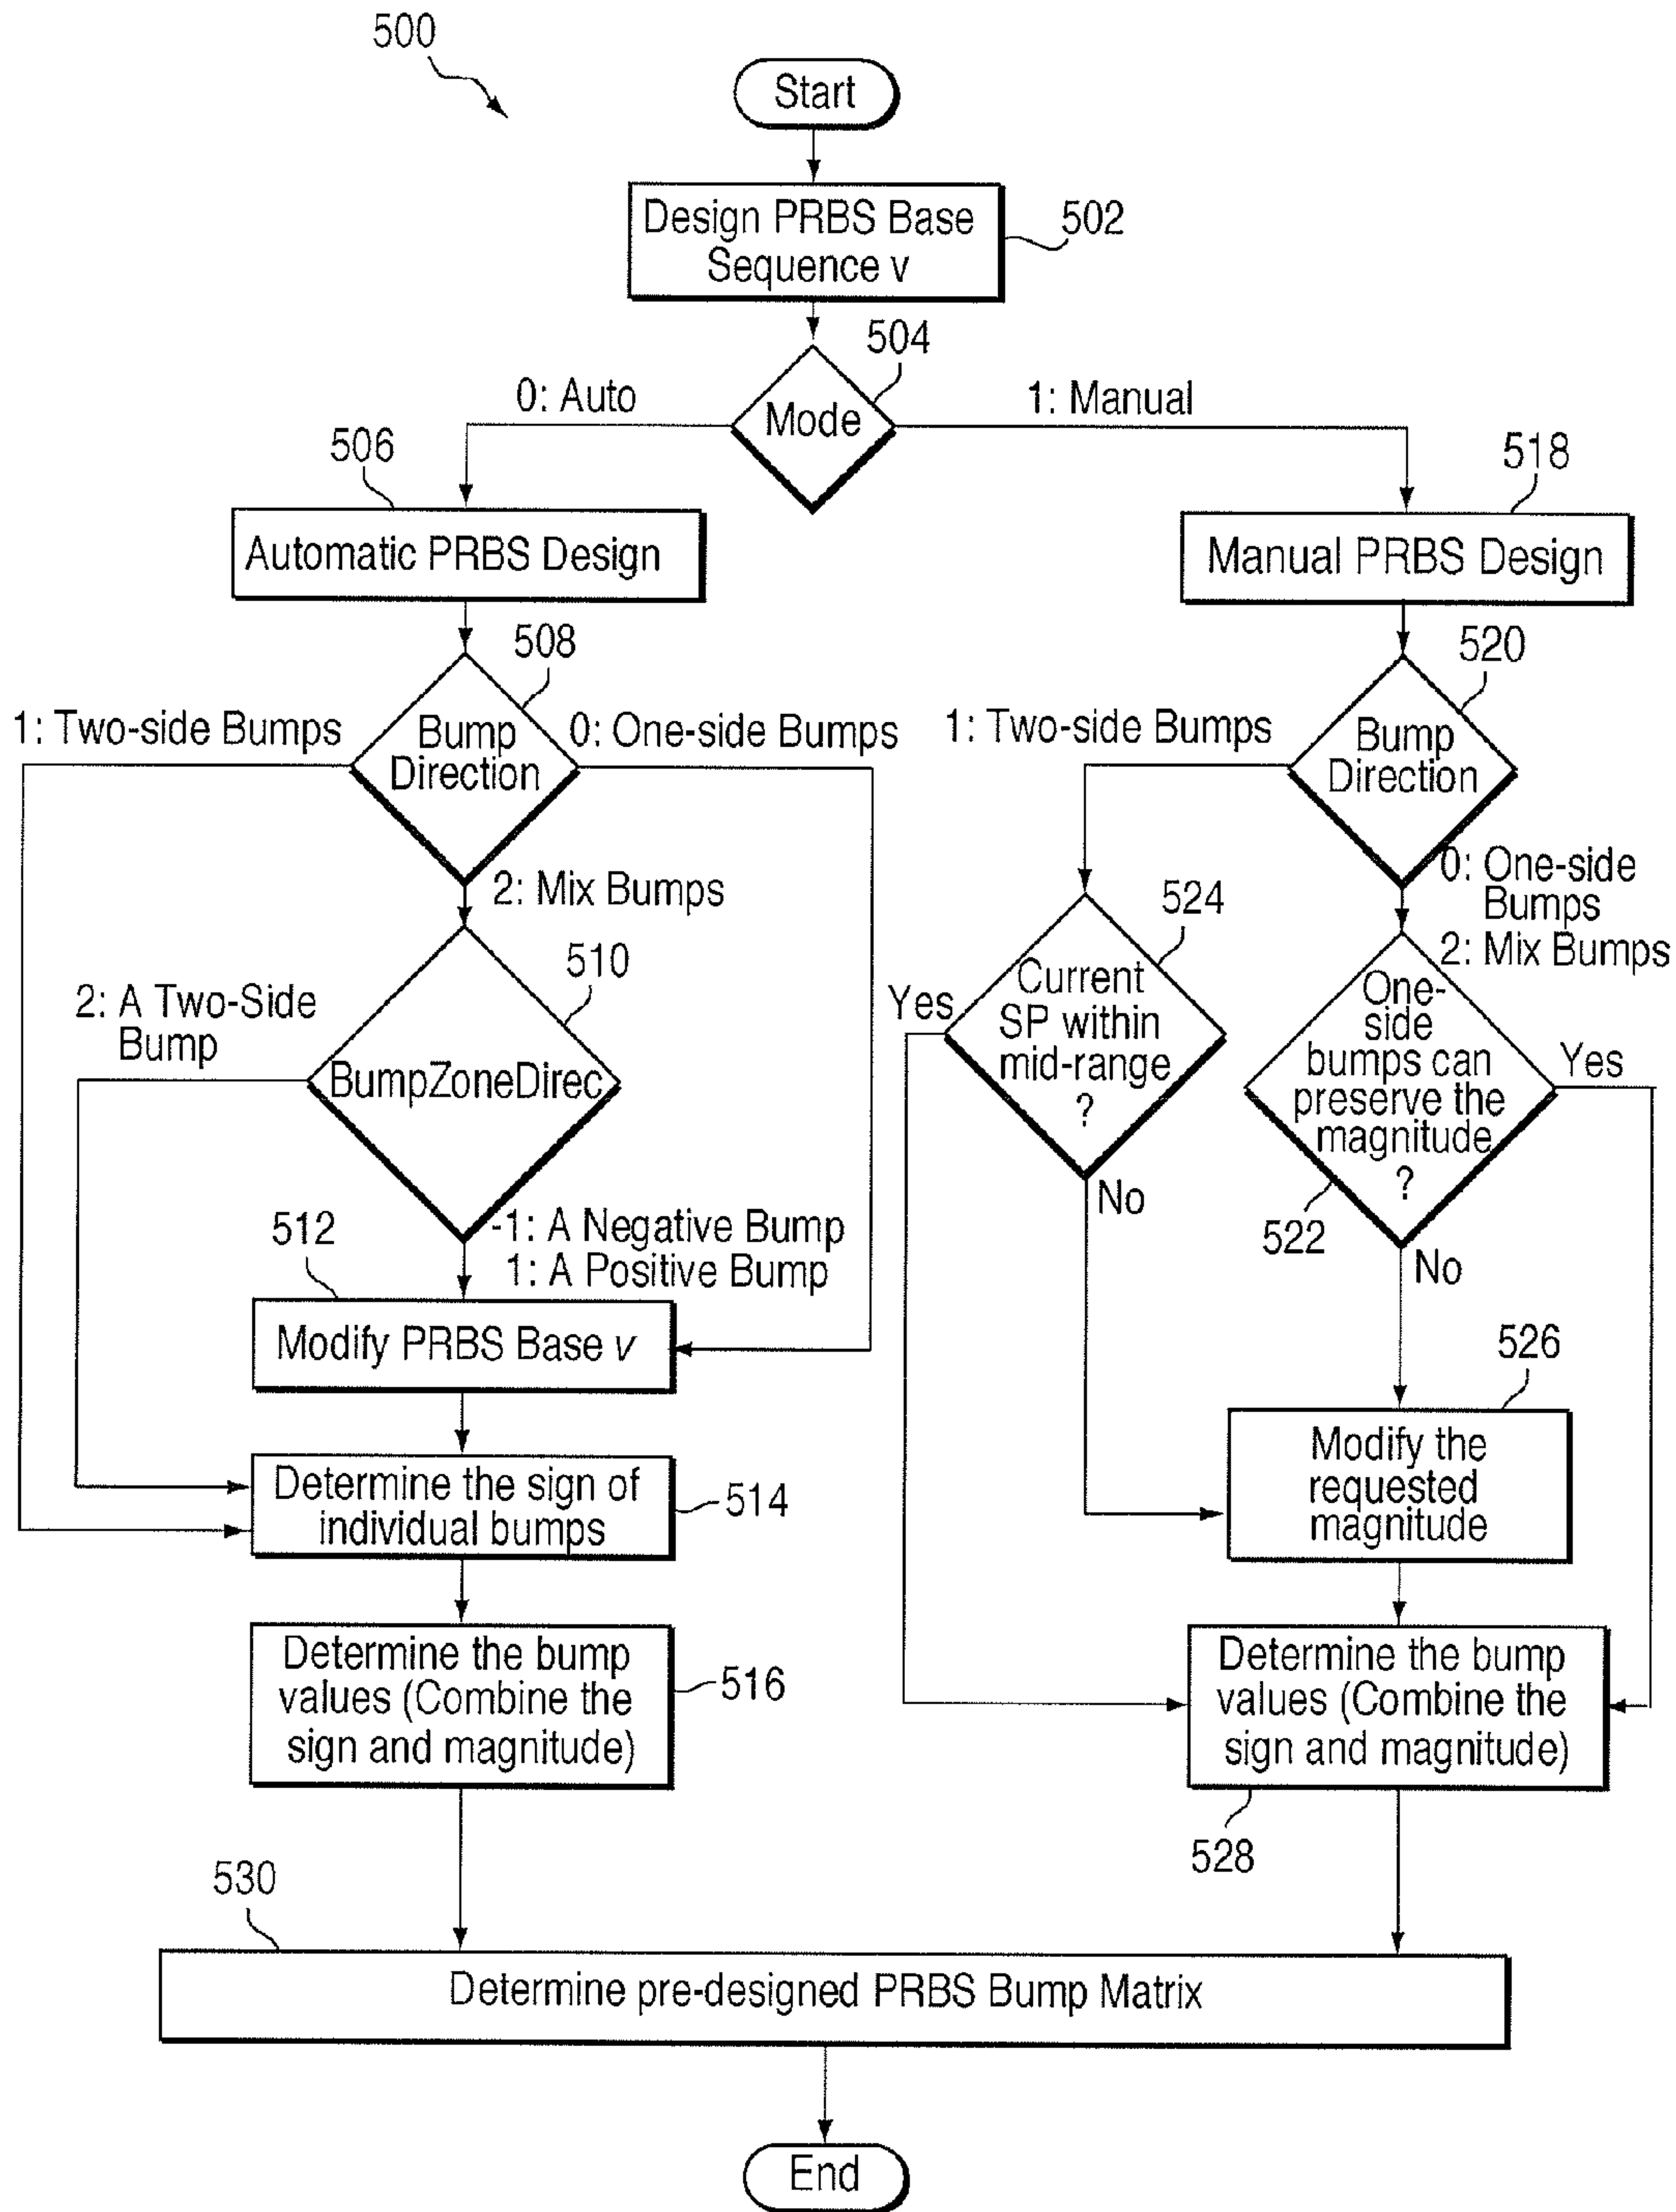 500
Start
Design PRBS Base
Sequence v
502
504
0: Auto
Mode
1: Manual
506
518
Automatic PRBS Design
Manual PRBS Design
508
520
1: Two-side Bumps
Bump
Direction
0: One-side Bumps
1: Two-side Bumps
Bump
Direction
2: Mix Bumps
0: One-side
Bumps
2: Mix Bumps
510
2: A Two-Side
Bump
BumpZoneDirec
524
Yes
Current
SP within
mid-range
?
No
One-
side
bumps can
preserve the
magnitude
?
Yes
522
No
-1: A Negative Bump
1: A Positive Bump
512
Modify PRBS Base v
526
Modify the
requested
magnitude
Determine the sign of
individual bumps
514
Determine the bump
values (Combine the
sign and magnitude)
516
Determine the bump
values (Combine the
sign and magnitude)
528
530
Determine pre-designed PRBS Bump Matrix
End